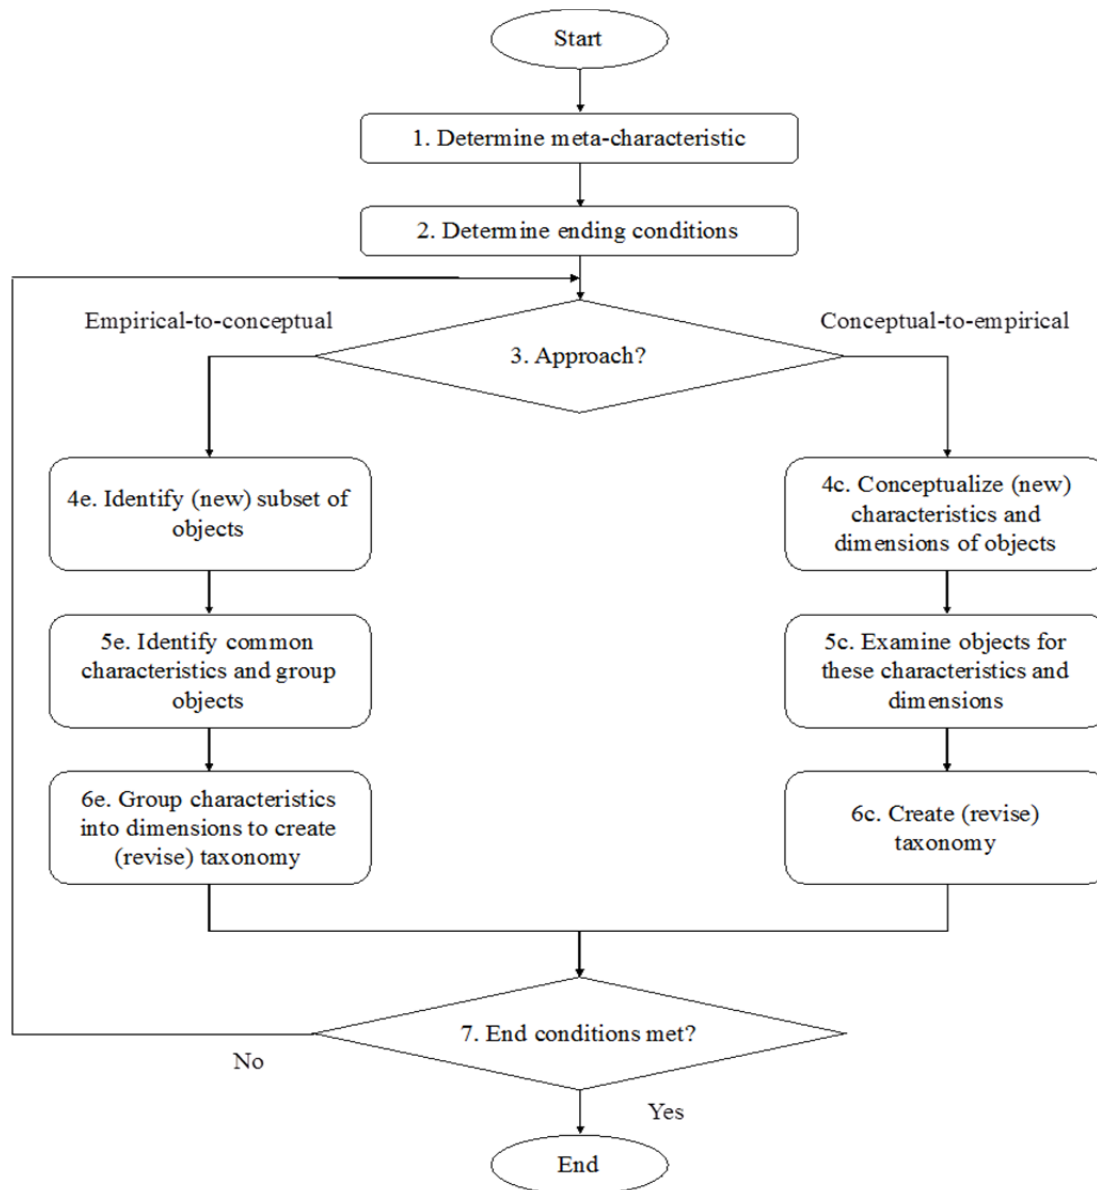 Start
1. Determine meta-characteristic
2. Determine ending conditions
Empirical-to-conceptual
Conceptual-to-empirical
3. Approach?
4e. Identify (new) subset of
objects
4c. Conceptualize (new)
characteristics and
dimensions of objects
5e. Identify common
characteristics and group
objects
5c. Examine objects for
these characteristics and
dimensions
6e. Group characteristics
into dimensions to create
(revise) taxonomy
6c. Create (revise)
taxonomy
7. End conditions met?
No
Yes
End